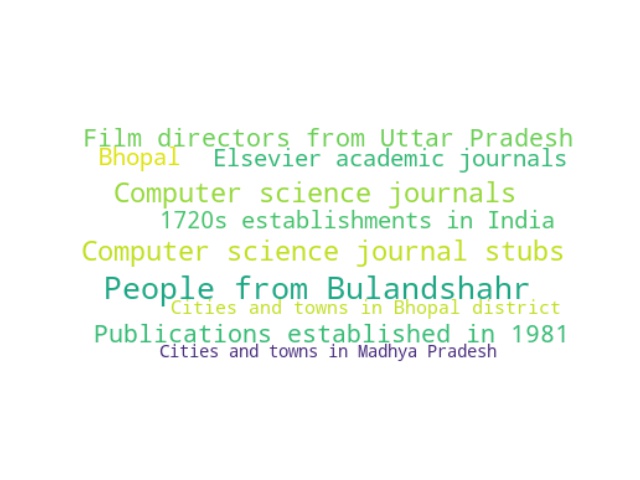 Film directors from Uttar Pradesh
Bhopal Elsevier academic journals
Computer science journals
1720s establishments in India
Computer science journal stubs
People from Bulandshahr
Cities and towns in Bhopal district
Publications established in 1981
Cities and towns in Madhya Pradesh